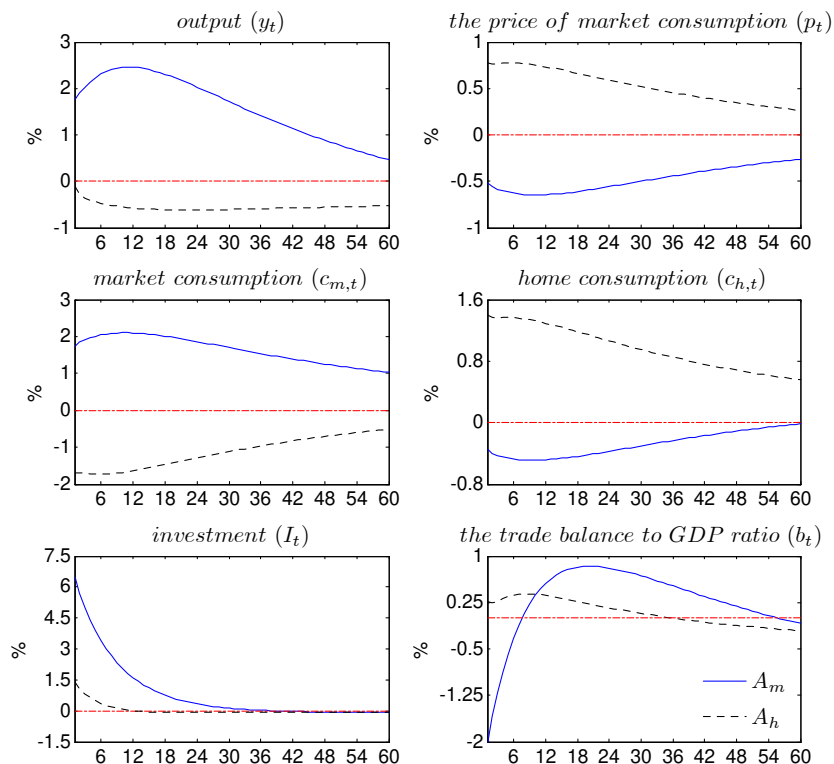 output (y_t)
3
2
1
0
-1
%
6 12 18 24 30 36 42 48 54 60
the price of market consumption (p_t)
1
0.5
0
-0.5
-1
%
6 12 18 24 30 36 42 48 54 60
market consumption (c_{m,t})
3
2
1
0
-1
-2
%
6 12 18 24 30 36 42 48 54 60
home consumption (c_{h,t})
1.6
0.8
0
-0.8
%
6 12 18 24 30 36 42 48 54 60
investment (I_t)
7.5
6
4.5
3
1.5
0
-1.5
%
6 12 18 24 30 36 42 48 54 60
the trade balance to GDP ratio (b_t)
1
0.25
-0.5
-1.25
-2
%
A_m
A_h
6 12 18 24 30 36 42 48 54 60